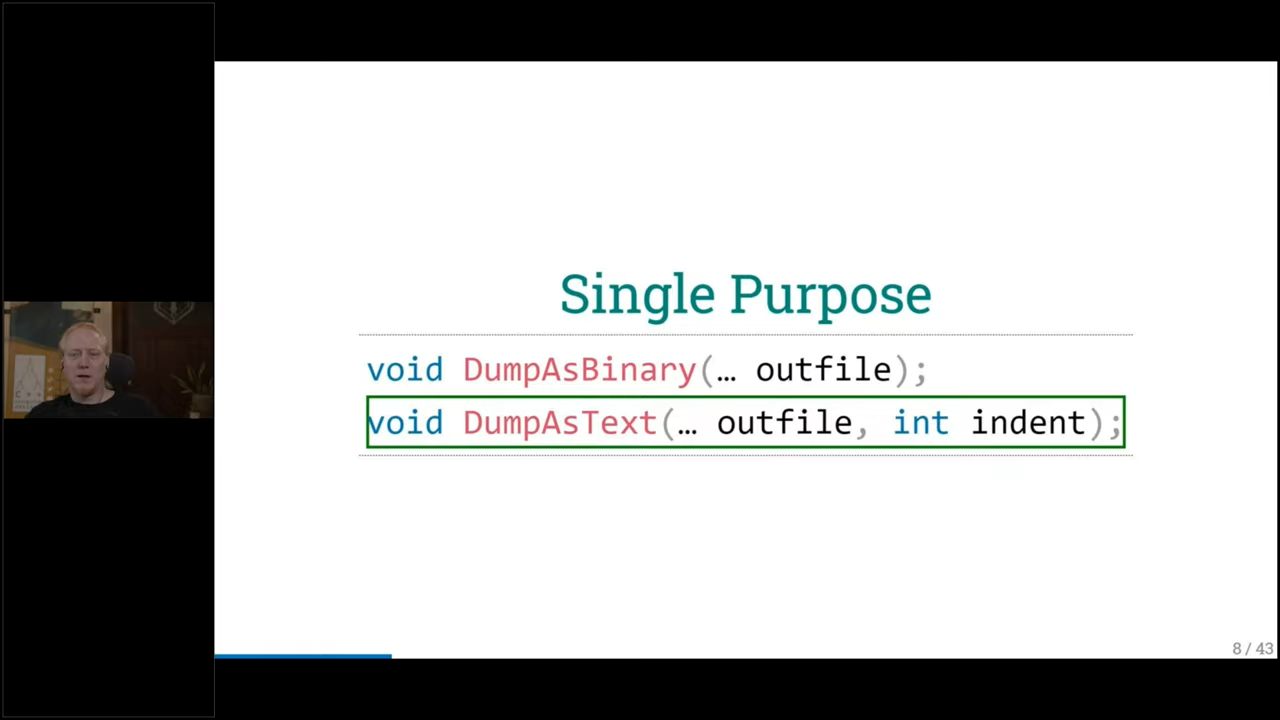 Single Purpose
void DumpAsBinary(… outfile);
void DumpAsText(… outfile, int indent);
8 / 43